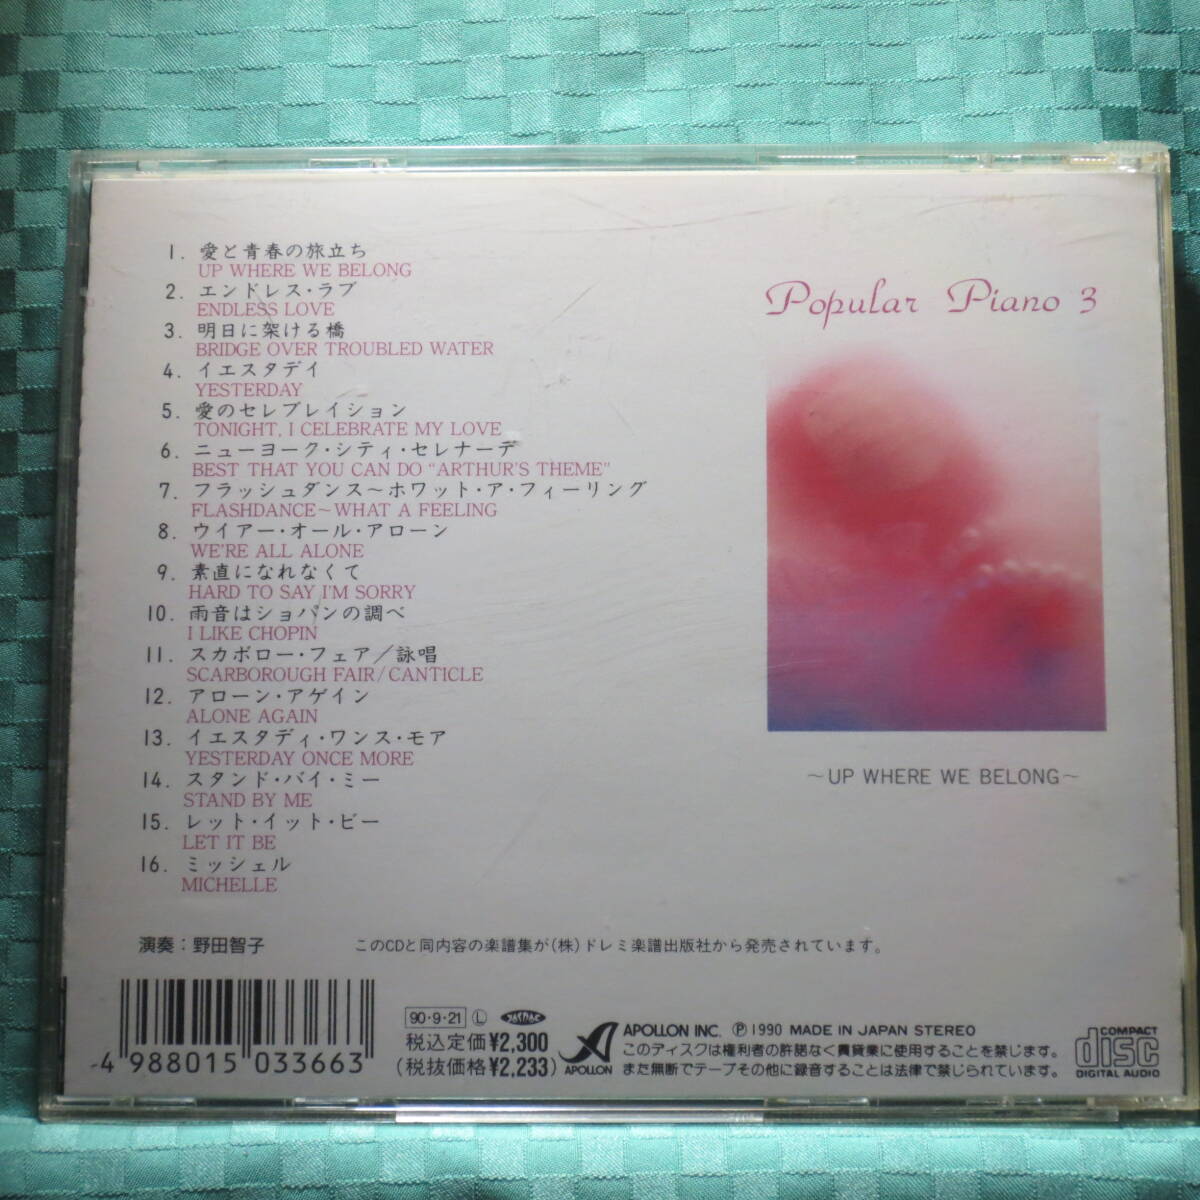 1. 愛と青春の旅立ち
UP WHERE WE BELONG
2. エンドレス・ラブ
ENDLESS LOVE
3. 明日に架ける橋
BRIDGE OVER TROUBLED WATER
4. イエスタデイ
YESTERDAY
5. 愛のセレブレイション
TONIGHT, I CELEBRATE MY LOVE
6. ニューヨーク・シティ・セレナーデ
BEST THAT YOU CAN DO "ARTHUR'S THEME"
7. フラッシュダンス〜ホワット・ア・フィーリング
FLASHDANCE〜WHAT A FEELING
8. ウイアー・オール・アローン
WE'RE ALL ALONE
9. 素直になれなくて
HARD TO SAY I'M SORRY
10. 雨音はショパンの調べ
I LIKE CHOPIN
11. スカボロー・フェア／詠唱
SCARBOROUGH FAIR/CANTICLE
12. アローン・アゲイン
ALONE AGAIN
13. イエスタディ・ワンス・モア
YESTERDAY ONCE MORE
14. スタンド・バイ・ミー
STAND BY ME
15. レット・イット・ビー
LET IT BE
16. ミッシェル
MICHELLE
Popular Piano 3
〜UP WHERE WE BELONG〜
演奏：野田智子
このCDと同内容の楽譜集が(株)ドレミ楽譜出版社から発売されています。
4 988015 033663
90・9・21 Ⓛ JASRAC
税込定価¥2,300
(税抜価格¥2,233)
APOLLON
APOLLON INC. Ⓟ1990 MADE IN JAPAN STEREO
このディスクは権利者の許諾なく賃貸業に使用することを禁じます。
また無断でテープその他に録音することは法律で禁じられています。
COMPACT
disc
DIGITAL AUDIO